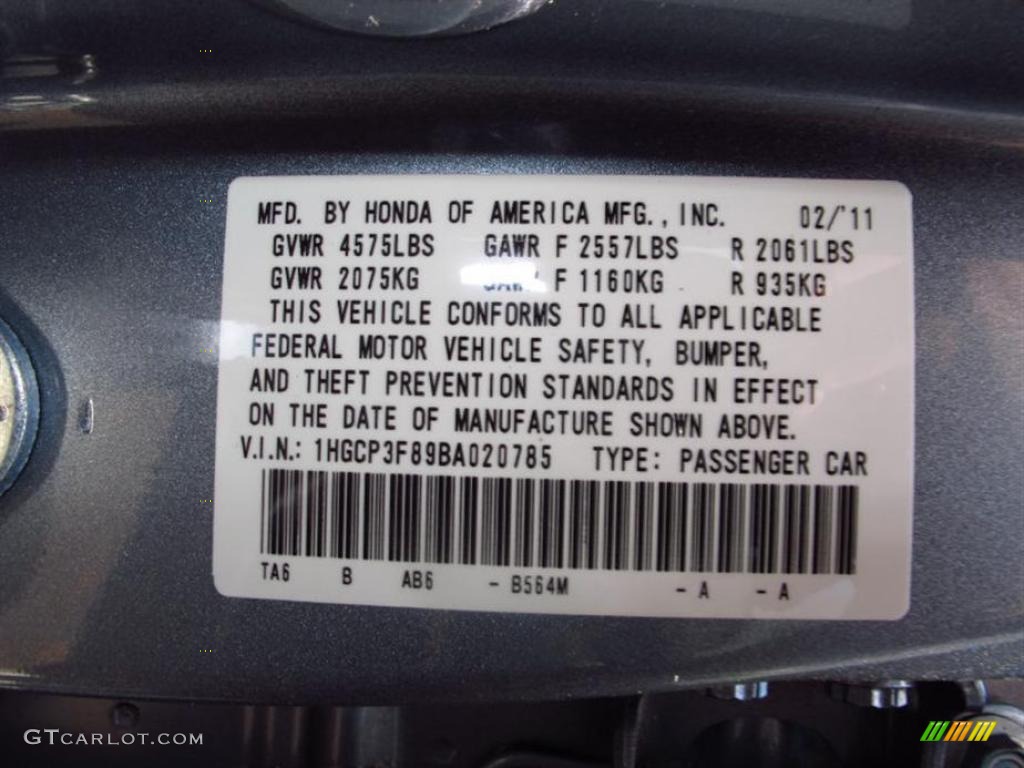 MFD. BY HONDA OF AMERICA MFG., INC. 02/'11
GVWR 4575LBS GAWR F 2557LBS R 2061LBS
GVWR 2075KG GAWR F 1160KG R 935KG
THIS VEHICLE CONFORMS TO ALL APPLICABLE
FEDERAL MOTOR VEHICLE SAFETY, BUMPER,
AND THEFT PREVENTION STANDARDS IN EFFECT
ON THE DATE OF MANUFACTURE SHOWN ABOVE.
V.I.N.: 1HGCP3F89BA020785 TYPE: PASSENGER CAR
TA6 B AB6 - B564M - A - A
GTCARLOT.COM